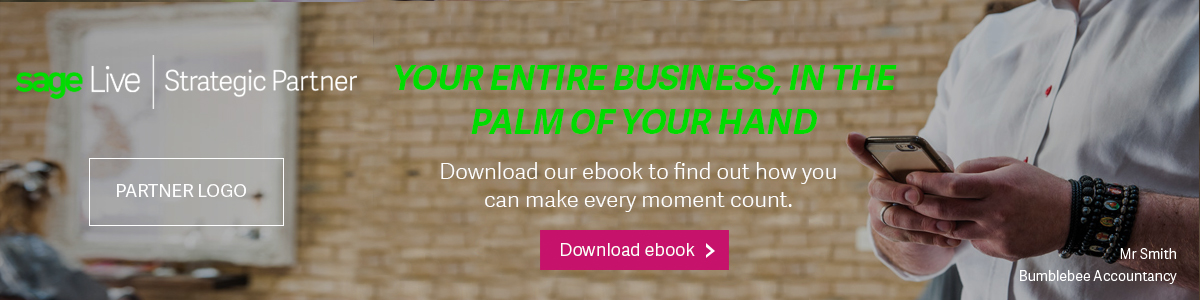 sage Live | Strategic Partner
PARTNER LOGO
YOUR ENTIRE BUSINESS, IN THE
PALM OF YOUR HAND
Download our ebook to find out how you
can make every moment count.
Download ebook >
Mr Smith
Bumblebee Accountancy